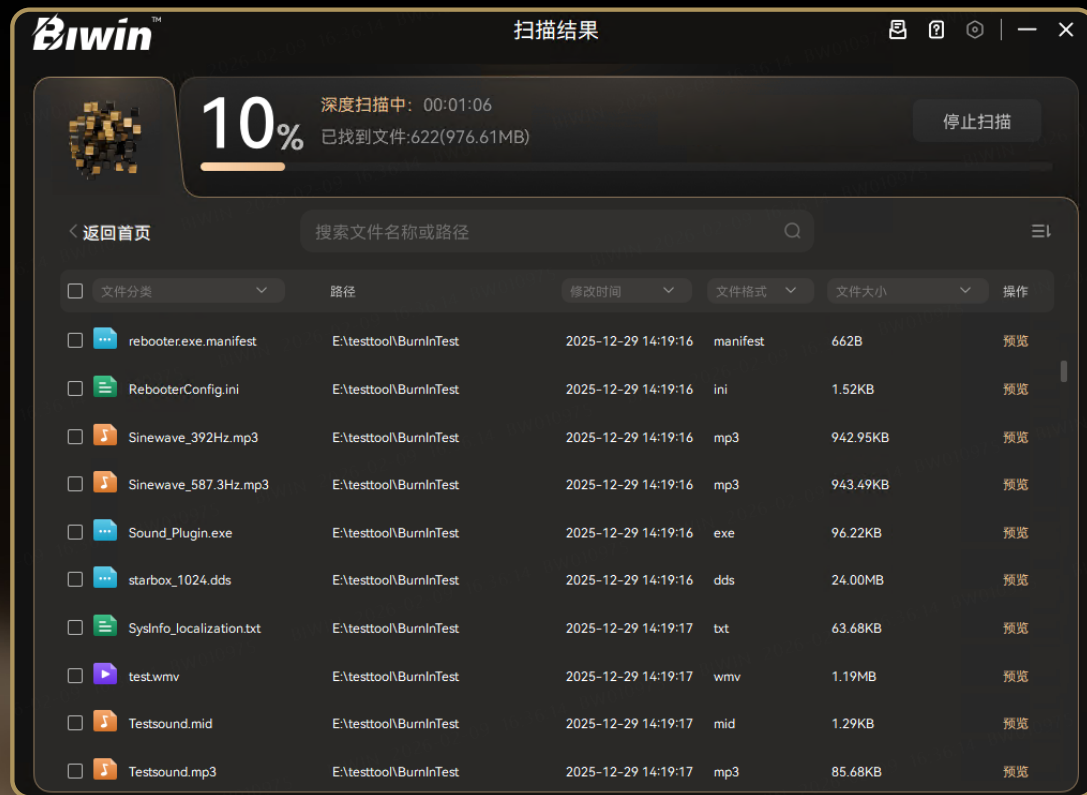 Biwin™
扫描结果
10%
深度扫描中: 00:01:06
已找到文件:622(976.61MB)
停止扫描
返回首页
搜索文件名称或路径
文件分类 路径 修改时间 文件格式 文件大小 操作
rebooter.exe.manifest E:\testtool\BurnInTest 2025-12-29 14:19:16 manifest 662B 预览
RebooterConfig.ini E:\testtool\BurnInTest 2025-12-29 14:19:16 ini 1.52KB 预览
Sinewave_392Hz.mp3 E:\testtool\BurnInTest 2025-12-29 14:19:16 mp3 942.95KB 预览
Sinewave_587.3Hz.mp3 E:\testtool\BurnInTest 2025-12-29 14:19:16 mp3 943.49KB 预览
Sound_Plugin.exe E:\testtool\BurnInTest 2025-12-29 14:19:16 exe 96.22KB 预览
starbox_1024.dds E:\testtool\BurnInTest 2025-12-29 14:19:16 dds 24.00MB 预览
SysInfo_localization.txt E:\testtool\BurnInTest 2025-12-29 14:19:17 txt 63.68KB 预览
test.wmv E:\testtool\BurnInTest 2025-12-29 14:19:17 wmv 1.19MB 预览
Testsound.mid E:\testtool\BurnInTest 2025-12-29 14:19:17 mid 1.29KB 预览
Testsound.mp3 E:\testtool\BurnInTest 2025-12-29 14:19:17 mp3 85.68KB 预览